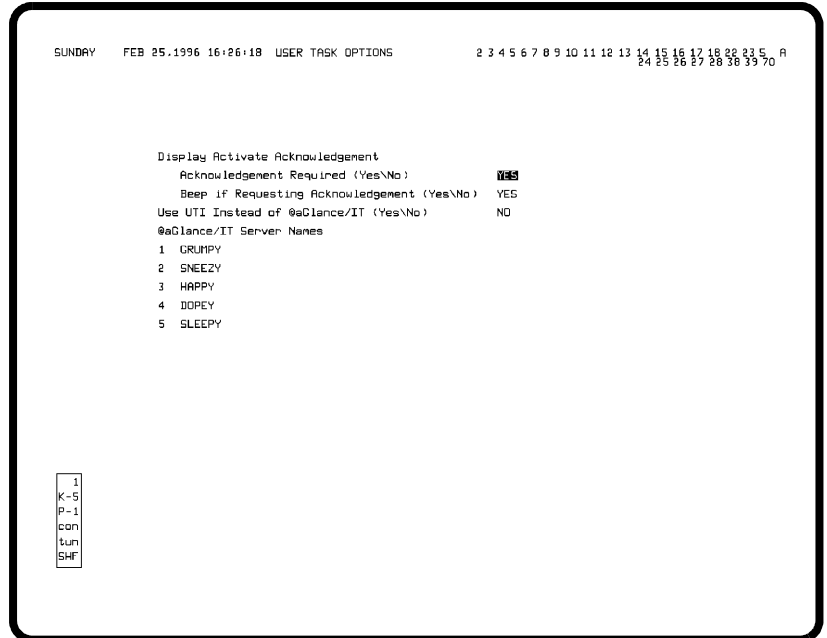 SUNDAY FEB 25,1996 16:26:18 USER TASK OPTIONS 2 3 4 5 6 7 8 9 10 11 12 13 14 15 16 17 18 22 23 5 A
24 25 26 27 28 38 39 70
Display Activate Acknowledgement
Acknowledgement Required (Yes\No) YES
Beep if Requesting Acknowledgement (Yes\No) YES
Use UTI Instead of @aGlance/IT (Yes\No) NO
@aGlance/IT Server Names
1 GRUMPY
2 SNEEZY
3 HAPPY
4 DOPEY
5 SLEEPY
1
K-5
P-1
con
tun
SHF